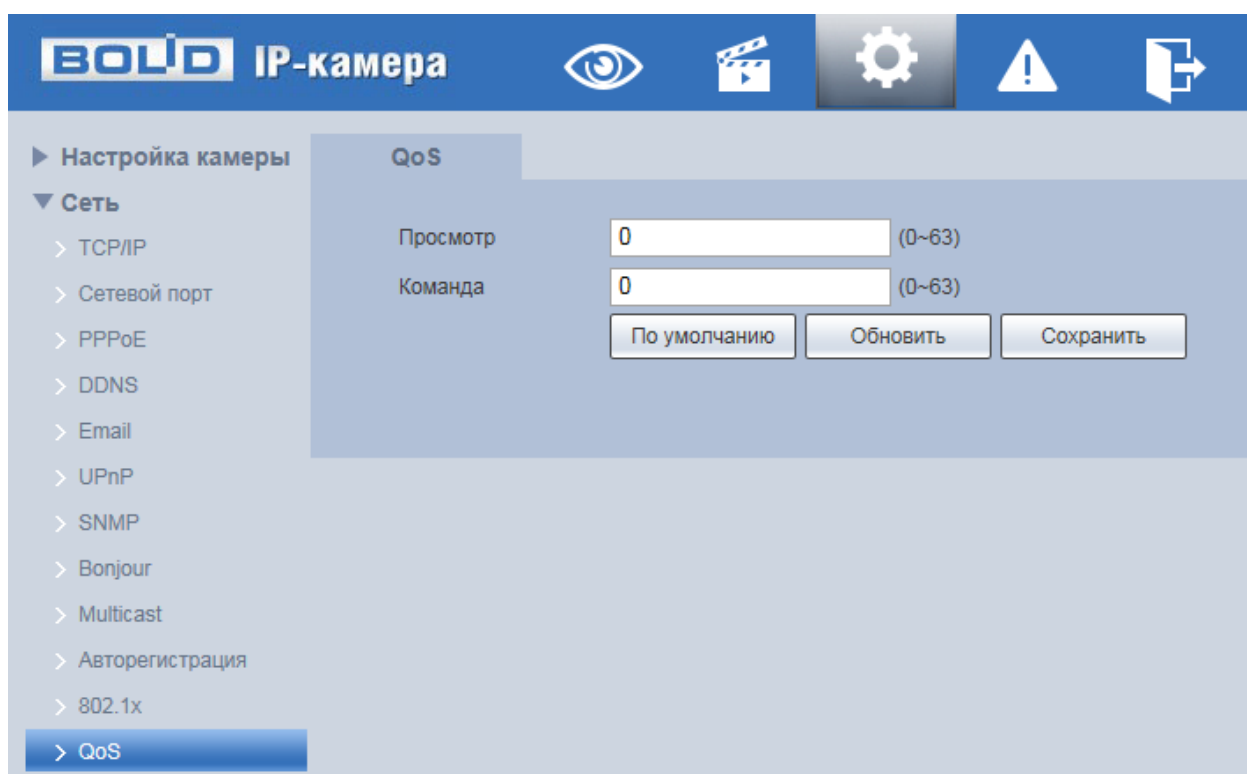 BOLID IP-камера
Настройка камеры
QoS
Сеть
TCP/IP
Сетевой порт
PPPoE
DDNS
Email
UPnP
SNMP
Bonjour
Multicast
Авторегистрация
802.1x
QoS
Просмотр 0 (0~63)
Команда 0 (0~63)
По умолчанию Обновить Сохранить